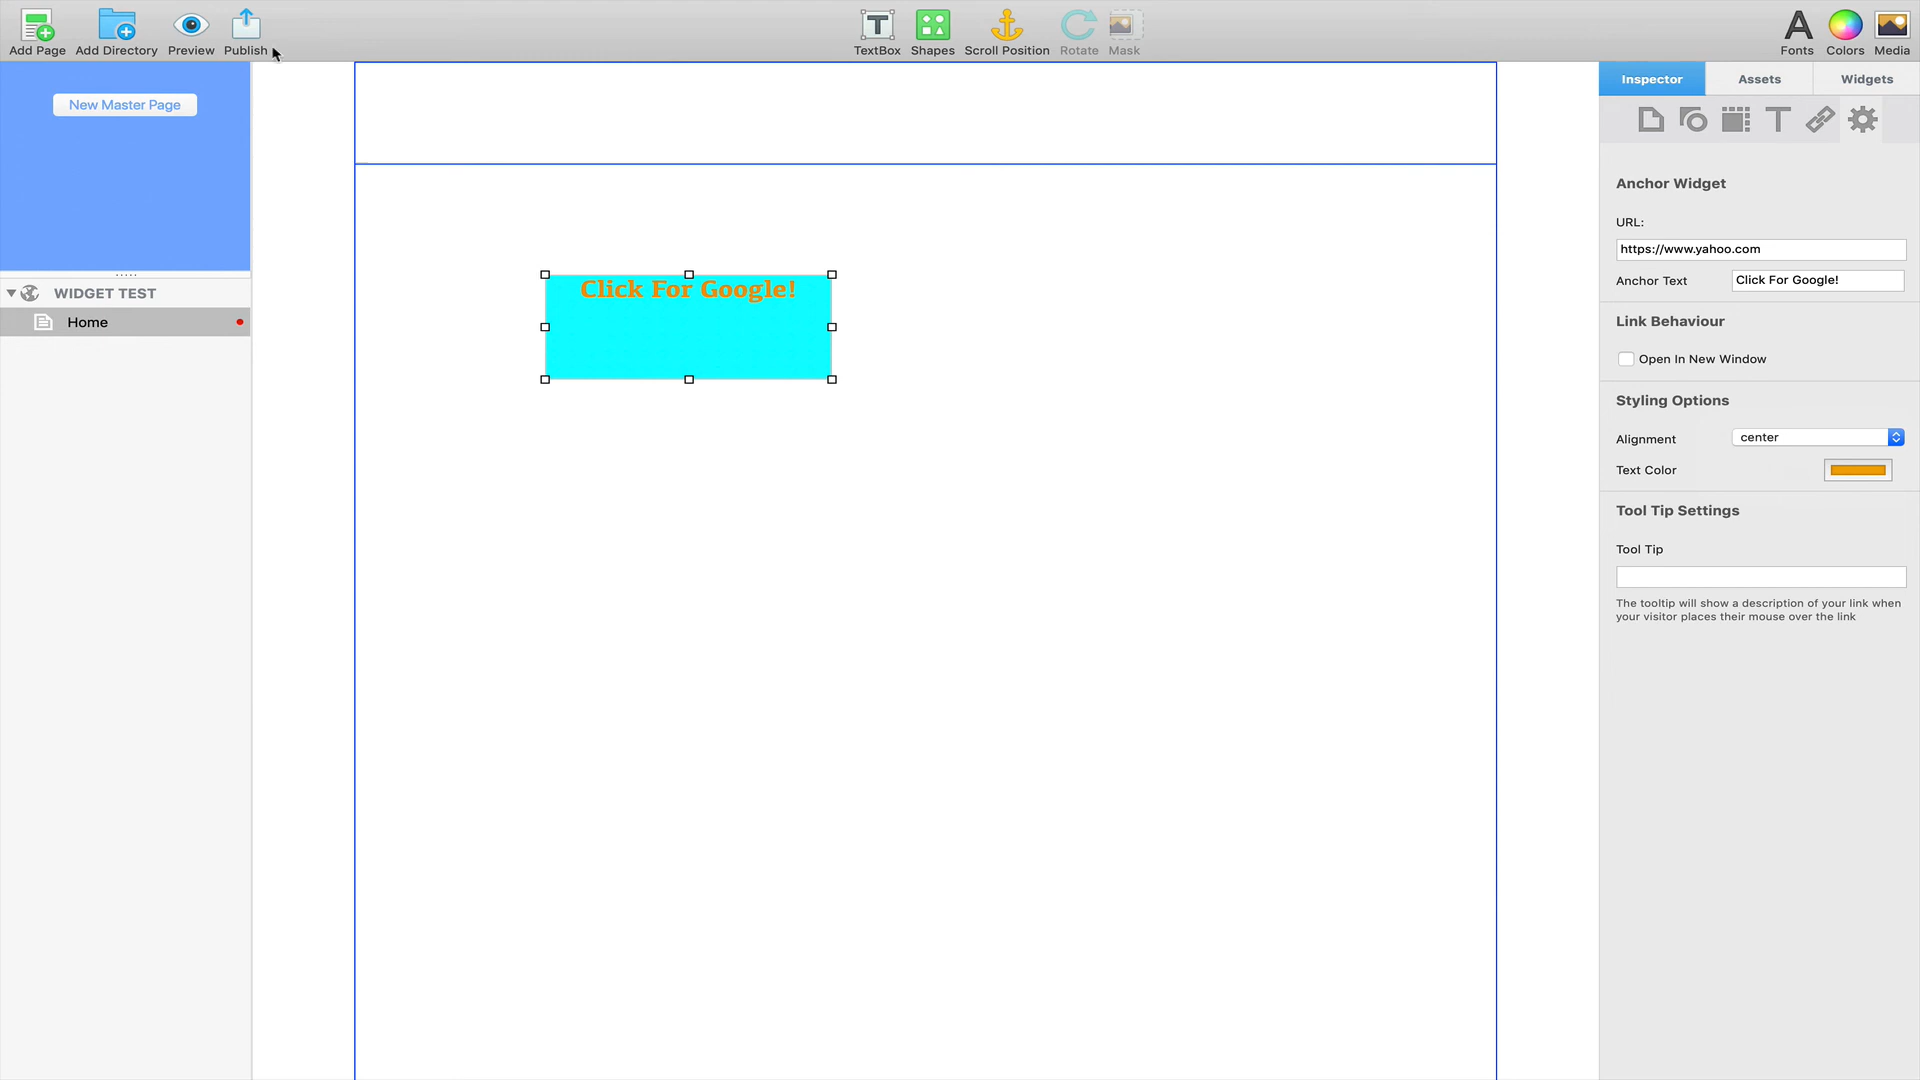 Add Page Add Directory Preview Publish TextBox Shapes Scroll Position Rotate Mask Fonts Colors Media
New Master Page
WIDGET TEST
Home
Click For Google!
Inspector Assets Widgets
Anchor Widget
URL:
https://www.yahoo.com
Anchor Text Click For Google!
Link Behaviour
Open In New Window
Styling Options
Alignment center
Text Color
Tool Tip Settings
Tool Tip
The tooltip will show a description of your link when
your visitor places their mouse over the link